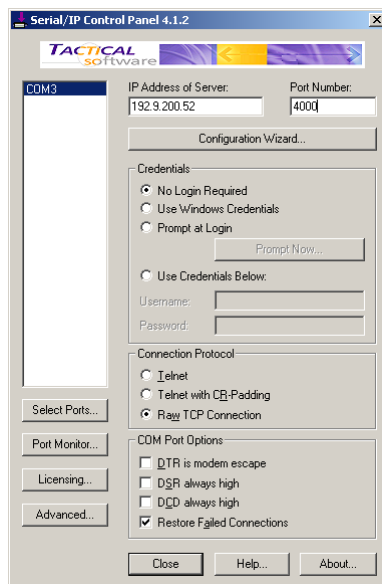 Serial/IP Control Panel 4.1.2
TACTICAL
software
COM3
IP Address of Server:
Port Number:
192.9.200.52
4000
Configuration Wizard...
Credentials
No Login Required
Use Windows Credentials
Prompt at Login
Prompt Now...
Use Credentials Below:
Username:
Password:
Connection Protocol
Telnet
Telnet with CR-Padding
Raw TCP Connection
Select Ports...
Port Monitor...
Licensing...
Advanced...
COM Port Options
DTR is modem escape
DSR always high
DCD always high
Restore Failed Connections
Close
Help...
About...